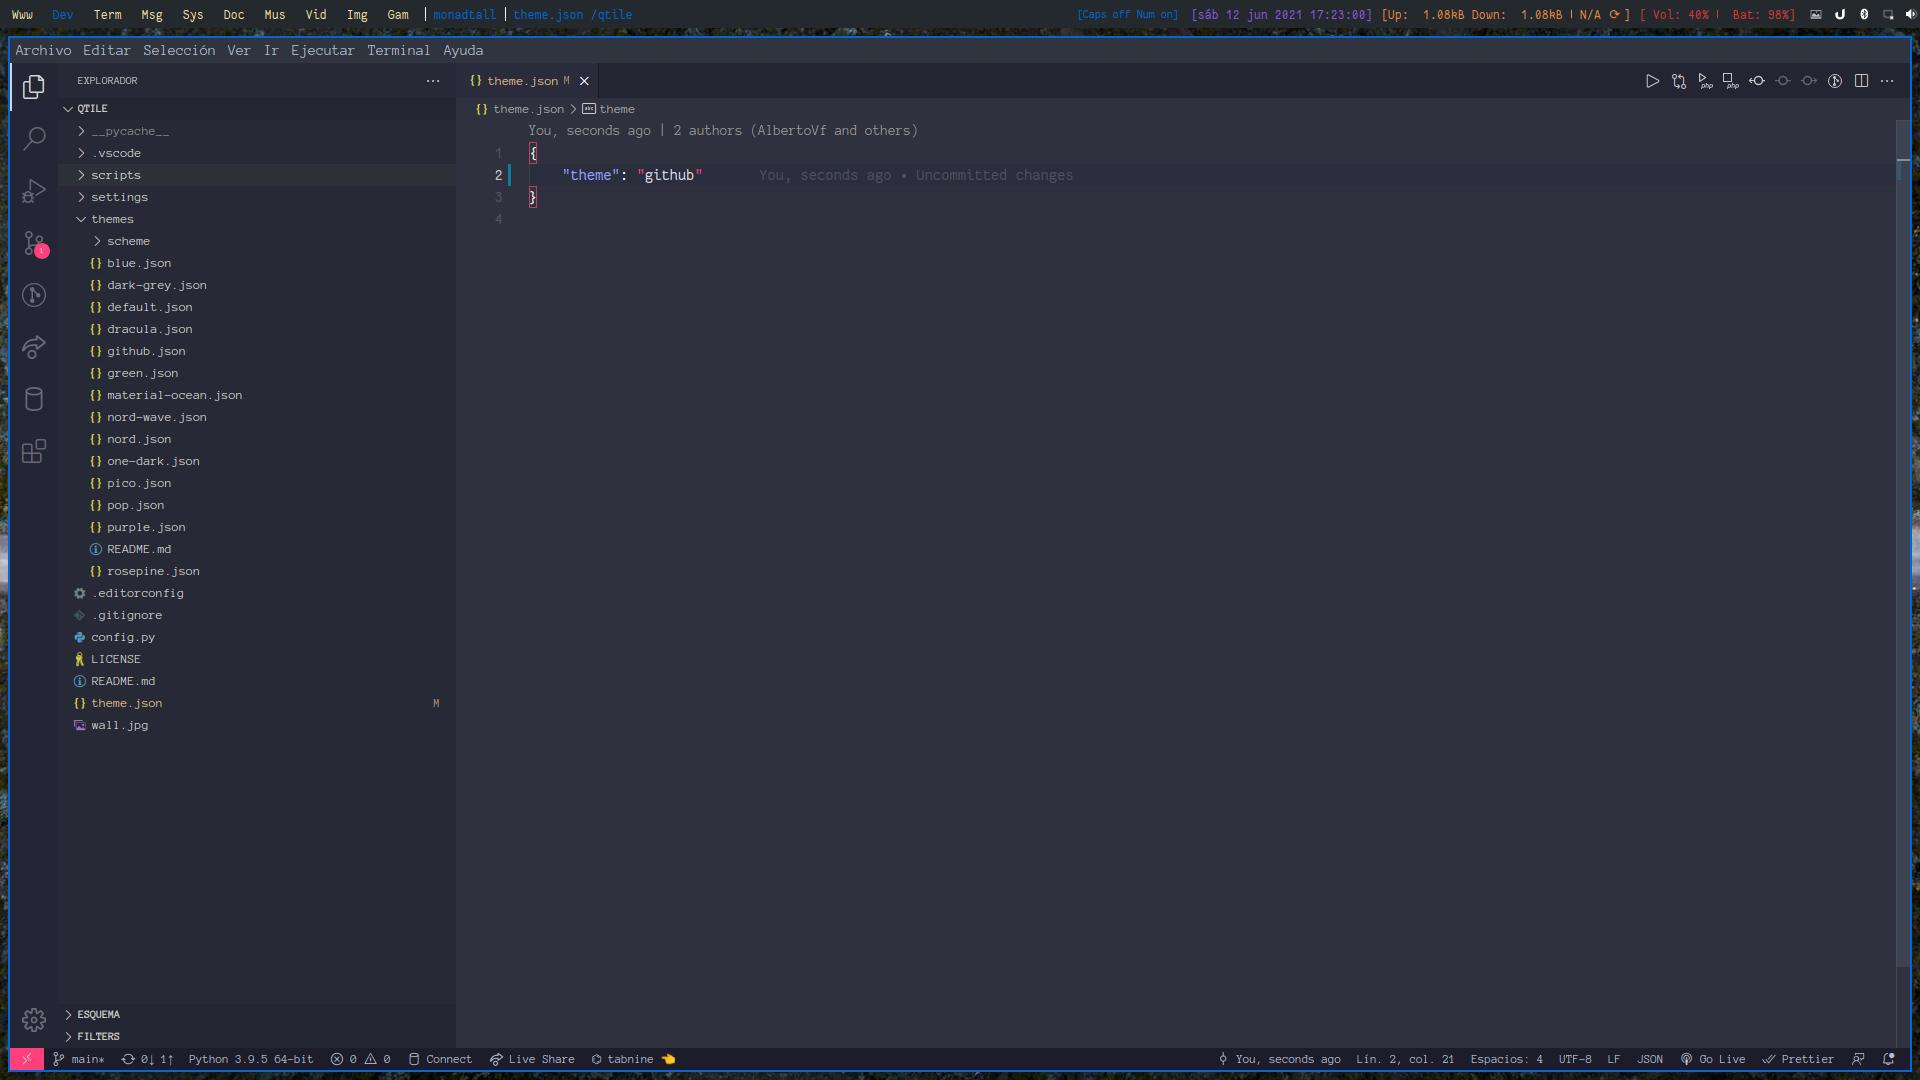 Www Dev Term Msg Sys Doc Mus Vid Img Gam | monadtall | theme.json /qtile
[Caps off Num on] [sáb 12 jun 2021 17:23:00] [Up: 1.08kB Down: 1.08kB | N/A ⟳ ] [ Vol: 40% | Bat: 98%]
Archivo Editar Selección Ver Ir Ejecutar Terminal Ayuda
EXPLORADOR
QTILE
__pycache__
.vscode
scripts
settings
themes
scheme
{} blue.json
{} dark-grey.json
{} default.json
{} dracula.json
{} github.json
{} green.json
{} material-ocean.json
{} nord-wave.json
{} nord.json
{} one-dark.json
{} pico.json
{} pop.json
{} purple.json
README.md
{} rosepine.json
.editorconfig
.gitignore
config.py
LICENSE
README.md
{} theme.json M
wall.jpg
ESQUEMA
FILTERS
{} theme.json M
{} theme.json > theme
You, seconds ago | 2 authors (AlbertoVf and others)
1 {
2 "theme": "github" You, seconds ago • Uncommitted changes
3 }
4
php
php
1
main* 0↓ 1↑ Python 3.9.5 64-bit 0 0 Connect Live Share tabnine
You, seconds ago Lín. 2, col. 21 Espacios: 4 UTF-8 LF JSON Go Live Prettier